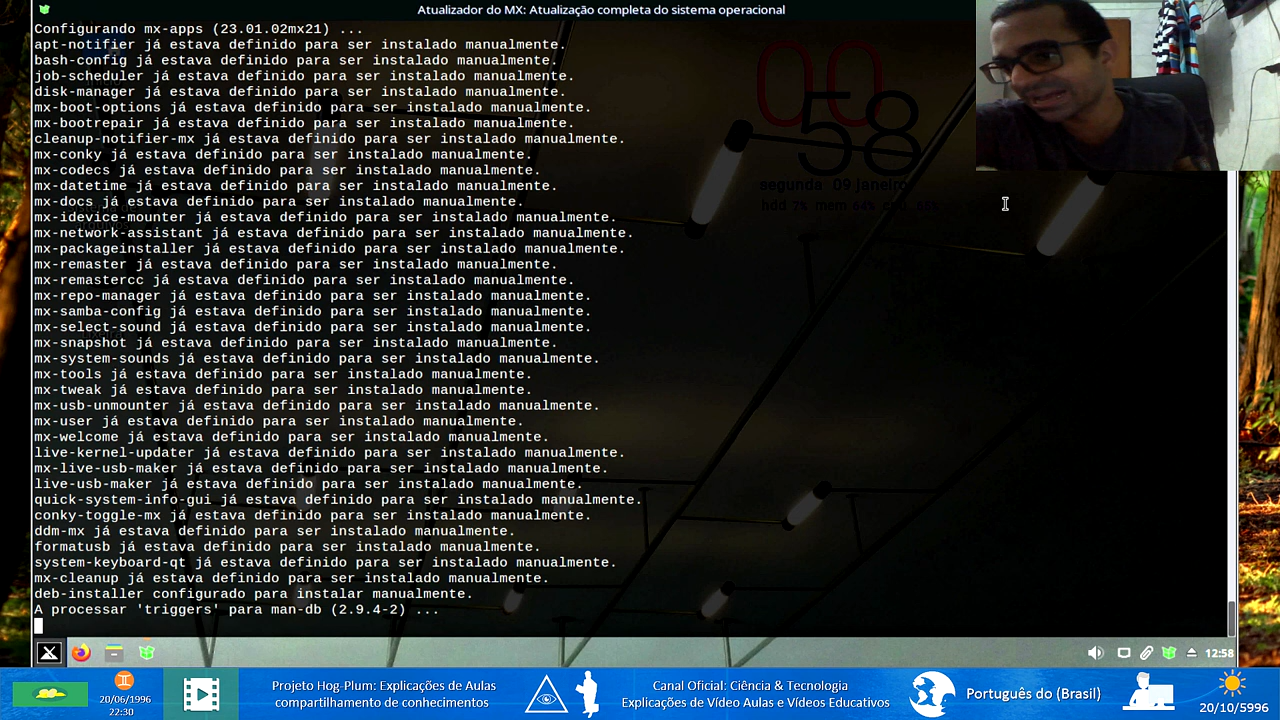 Atualizador do MX: Atualização completa do sistema operacional
Configurando mx-apps (23.01.02mx21) ...
apt-notifier já estava definido para ser instalado manualmente.
bash-config já estava definido para ser instalado manualmente.
job-scheduler já estava definido para ser instalado manualmente.
disk-manager já estava definido para ser instalado manualmente.
mx-boot-options já estava definido para ser instalado manualmente.
mx-bootrepair já estava definido para ser instalado manualmente.
cleanup-notifier-mx já estava definido para ser instalado manualmente.
mx-conky já estava definido para ser instalado manualmente.
mx-codecs já estava definido para ser instalado manualmente.
mx-datetime já estava definido para ser instalado manualmente.
mx-docs já estava definido para ser instalado manualmente.
mx-idevice-mounter já estava definido para ser instalado manualmente.
mx-network-assistant já estava definido para ser instalado manualmente.
mx-packageinstaller já estava definido para ser instalado manualmente.
mx-remaster já estava definido para ser instalado manualmente.
mx-remastercc já estava definido para ser instalado manualmente.
mx-repo-manager já estava definido para ser instalado manualmente.
mx-samba-config já estava definido para ser instalado manualmente.
mx-select-sound já estava definido para ser instalado manualmente.
mx-snapshot já estava definido para ser instalado manualmente.
mx-system-sounds já estava definido para ser instalado manualmente.
mx-tools já estava definido para ser instalado manualmente.
mx-tweak já estava definido para ser instalado manualmente.
mx-usb-unmounter já estava definido para ser instalado manualmente.
mx-user já estava definido para ser instalado manualmente.
mx-welcome já estava definido para ser instalado manualmente.
live-kernel-updater já estava definido para ser instalado manualmente.
mx-live-usb-maker já estava definido para ser instalado manualmente.
live-usb-maker já estava definido para ser instalado manualmente.
quick-system-info-gui já estava definido para ser instalado manualmente.
conky-toggle-mx já estava definido para ser instalado manualmente.
ddm-mx já estava definido para ser instalado manualmente.
formatusb já estava definido para ser instalado manualmente.
system-keyboard-qt já estava definido para ser instalado manualmente.
mx-cleanup já estava definido para ser instalado manualmente.
deb-installer configurado para instalar manualmente.
A processar 'triggers' para man-db (2.9.4-2) ...
00
58
segunda 09 janeiro
hdd 7% mem 64% cpu 66%
12:58
20/06/1996
22:30
Projeto Hog-Plum: Explicações de Aulas
compartilhamento de conhecimentos
Canal Oficial: Ciência & Tecnologia
Explicações de Vídeo Aulas e Vídeos Educativos
Português do (Brasil)
20/10/5996